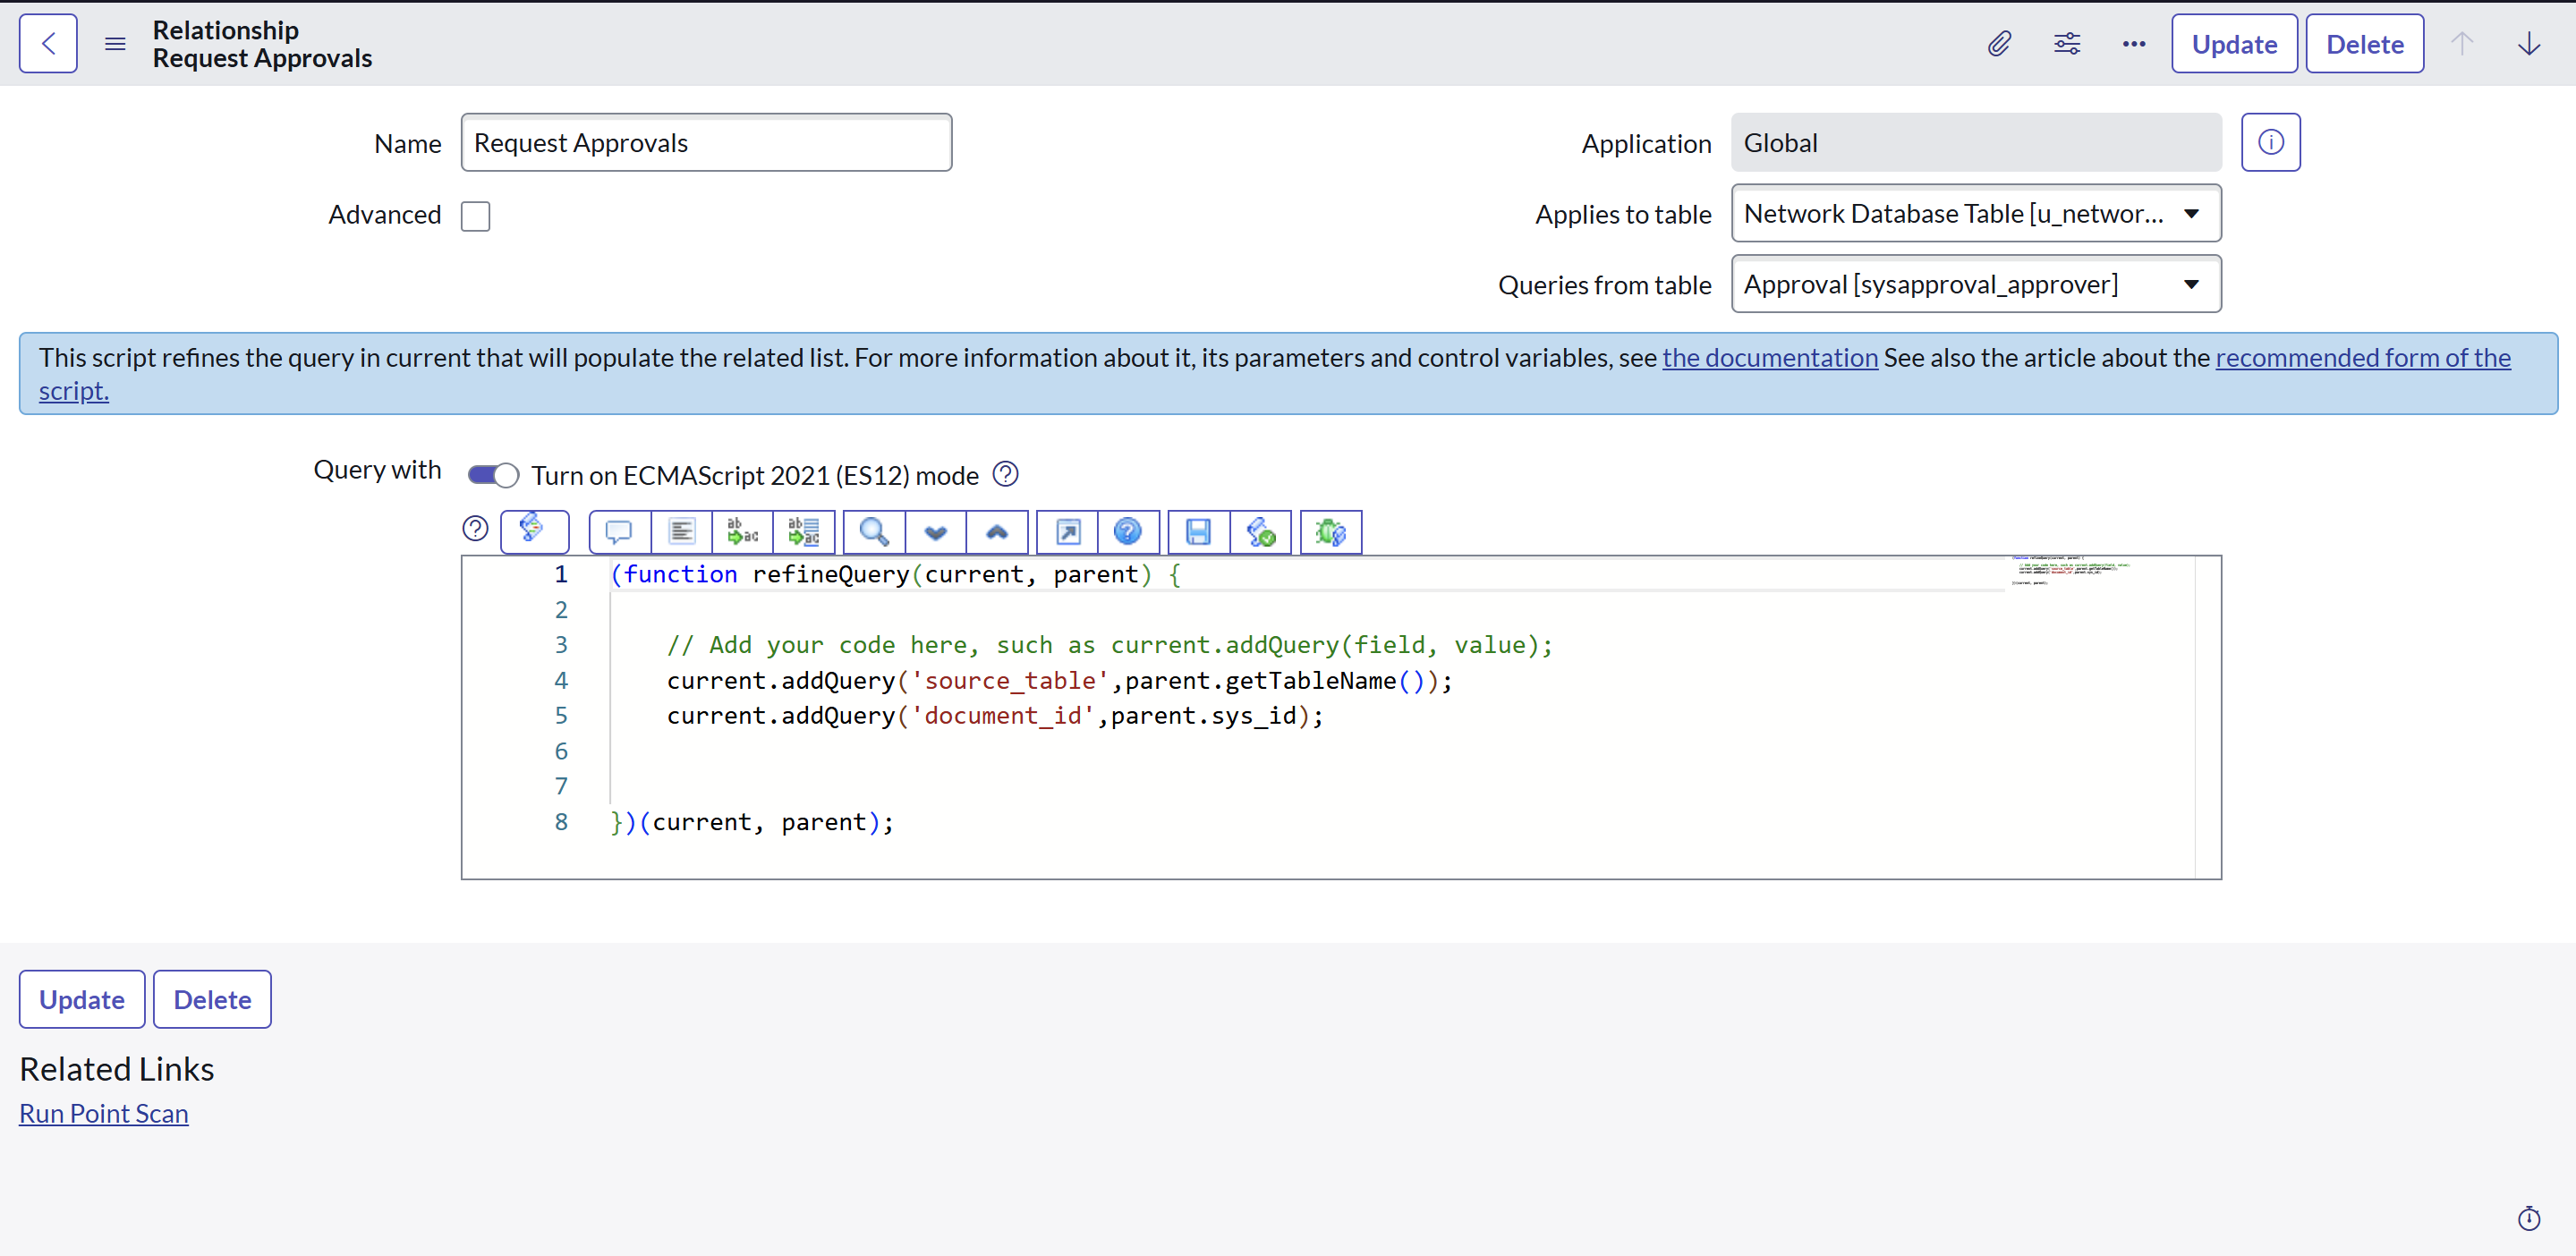 Relationship
Request Approvals
Update
Delete
Name
Request Approvals
Application
Global
Advanced
Applies to table
Network Database Table [u_networ...
Queries from table
Approval [sysapproval_approver]
This script refines the query in current that will populate the related list. For more information about it, its parameters and control variables, see the documentation See also the article about the recommended form of the
script.
Query with
Turn on ECMAScript 2021 (ES12) mode
1 (function refineQuery(current, parent) {
2
3 // Add your code here, such as current.addQuery(field, value);
4 current.addQuery('source_table',parent.getTableName());
5 current.addQuery('document_id',parent.sys_id);
6
7
8 })(current, parent);
Update
Delete
Related Links
Run Point Scan